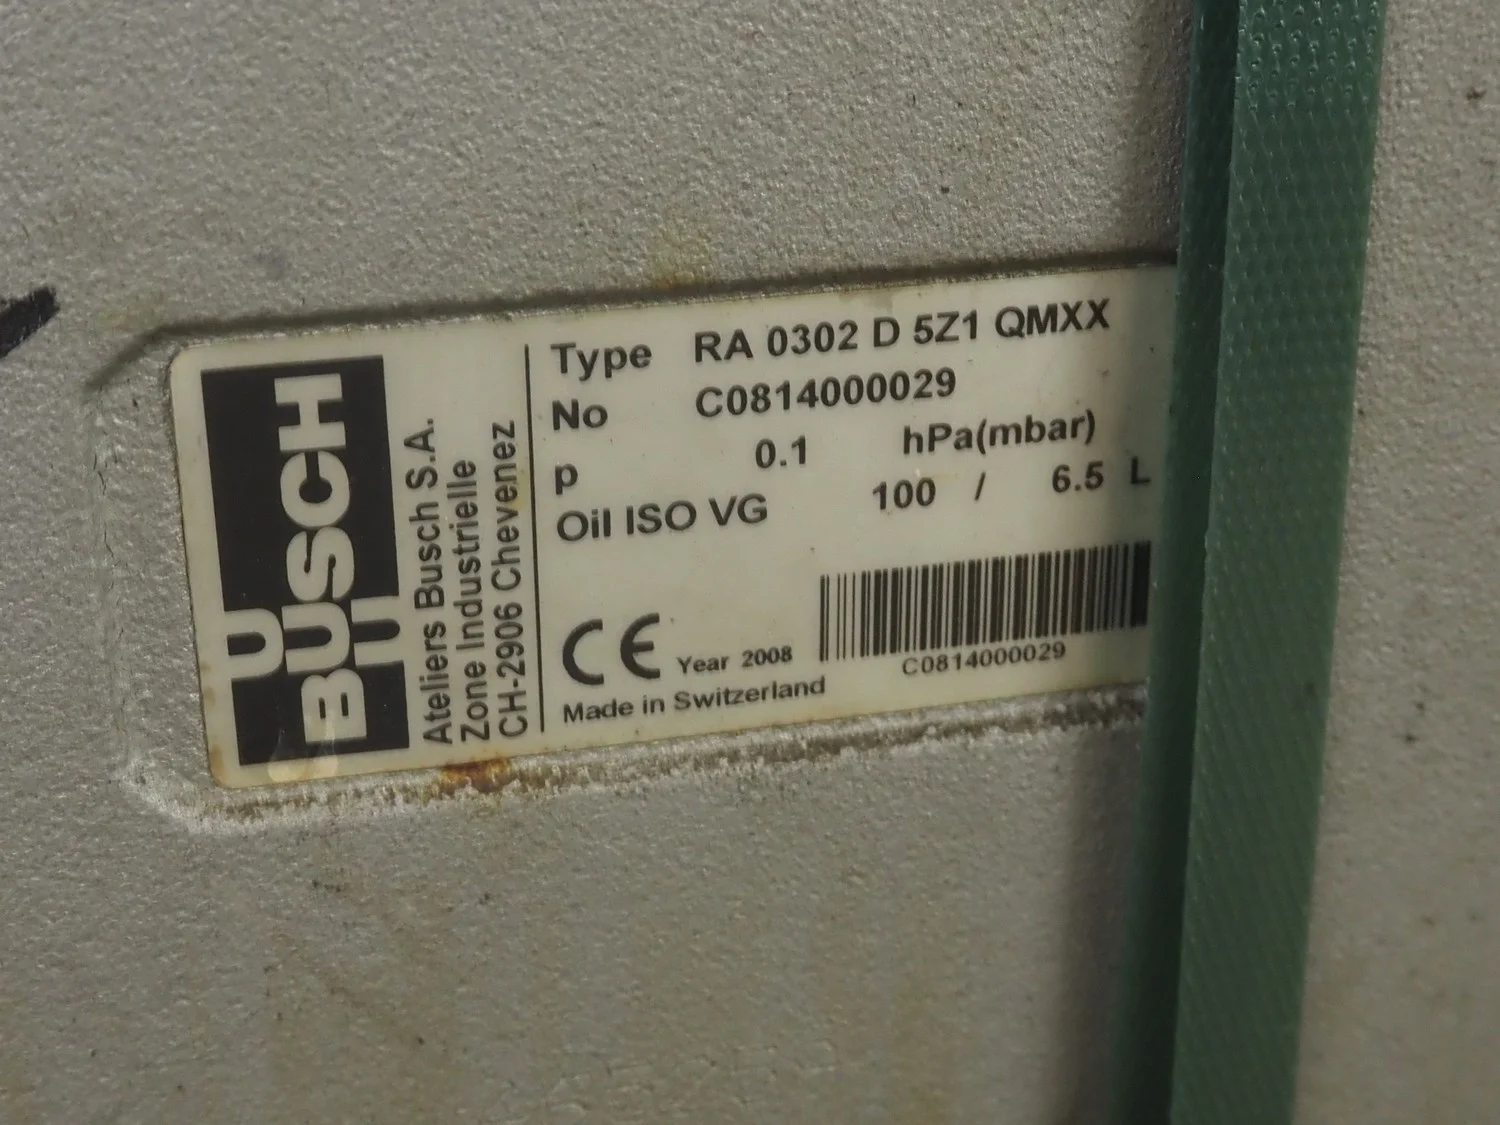 BUSCH
Ateliers Busch S.A.
Zone Industrielle
CH-2906 Chevenez
Type RA 0302 D 5Z1 QMXX
No C0814000029
p 0.1 hPa(mbar)
Oil ISO VG 100 / 6.5 L
CE Year 2008
Made in Switzerland
C0814000029